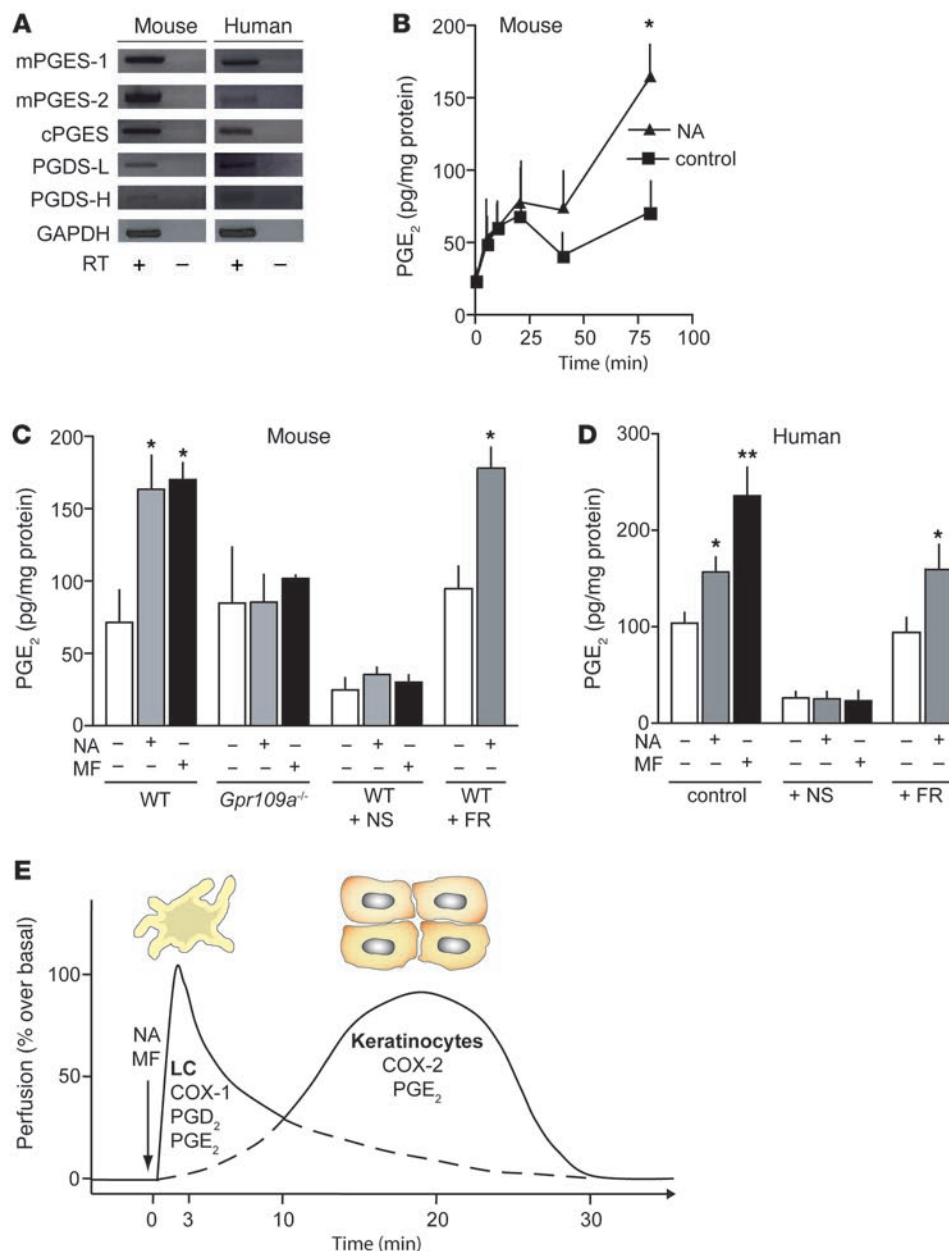 A
Mouse Human
mPGES-1
mPGES-2
cPGES
PGDS-L
PGDS-H
GAPDH
RT + − + −
B Mouse
PGE2 (pg/mg protein)
200
150
100
50
0
0 25 50 75 100
Time (min)
*
NA
control
C Mouse
PGE2 (pg/mg protein)
200
150
100
50
0
* * *
NA − + − − + − − + − − +
MF − − + − − + − − + − −
WT Gpr109a-/- WT + NS WT + FR
D Human
PGE2 (pg/mg protein)
300
200
100
0
* ** *
NA − + − − + − − +
MF − − + − − + − −
control + NS + FR
E
Perfusion (% over basal)
100
50
0
NA
MF
LC
COX-1
PGD2
PGE2
Keratinocytes
COX-2
PGE2
0 3 10 20 30
Time (min)